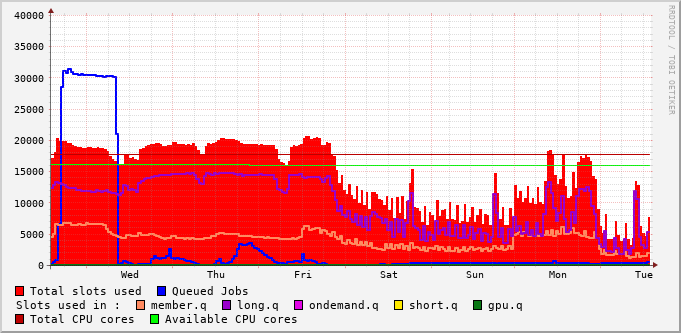 40000
35000
30000
25000
20000
15000
10000
5000
0
Wed Thu Fri Sat Sun Mon Tue
RRDTOOL / TOBI OETIKER
Total slots used Queued Jobs
Slots used in : member.q long.q ondemand.q short.q gpu.q
Total CPU cores Available CPU cores